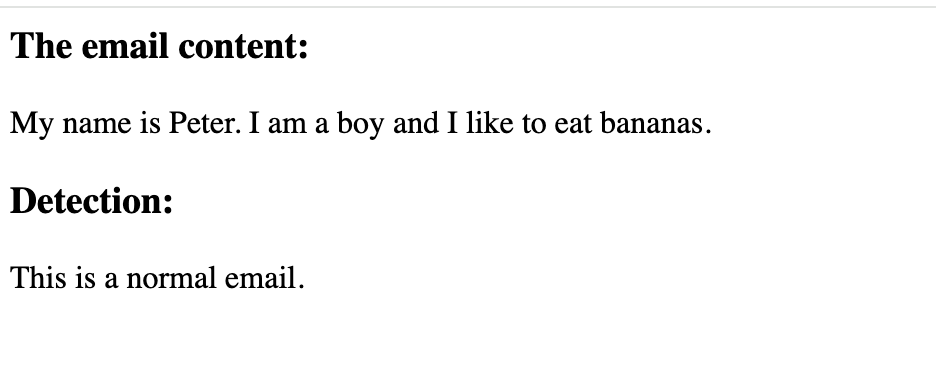 The email content:
My name is Peter. I am a boy and I like to eat bananas.
Detection:
This is a normal email.